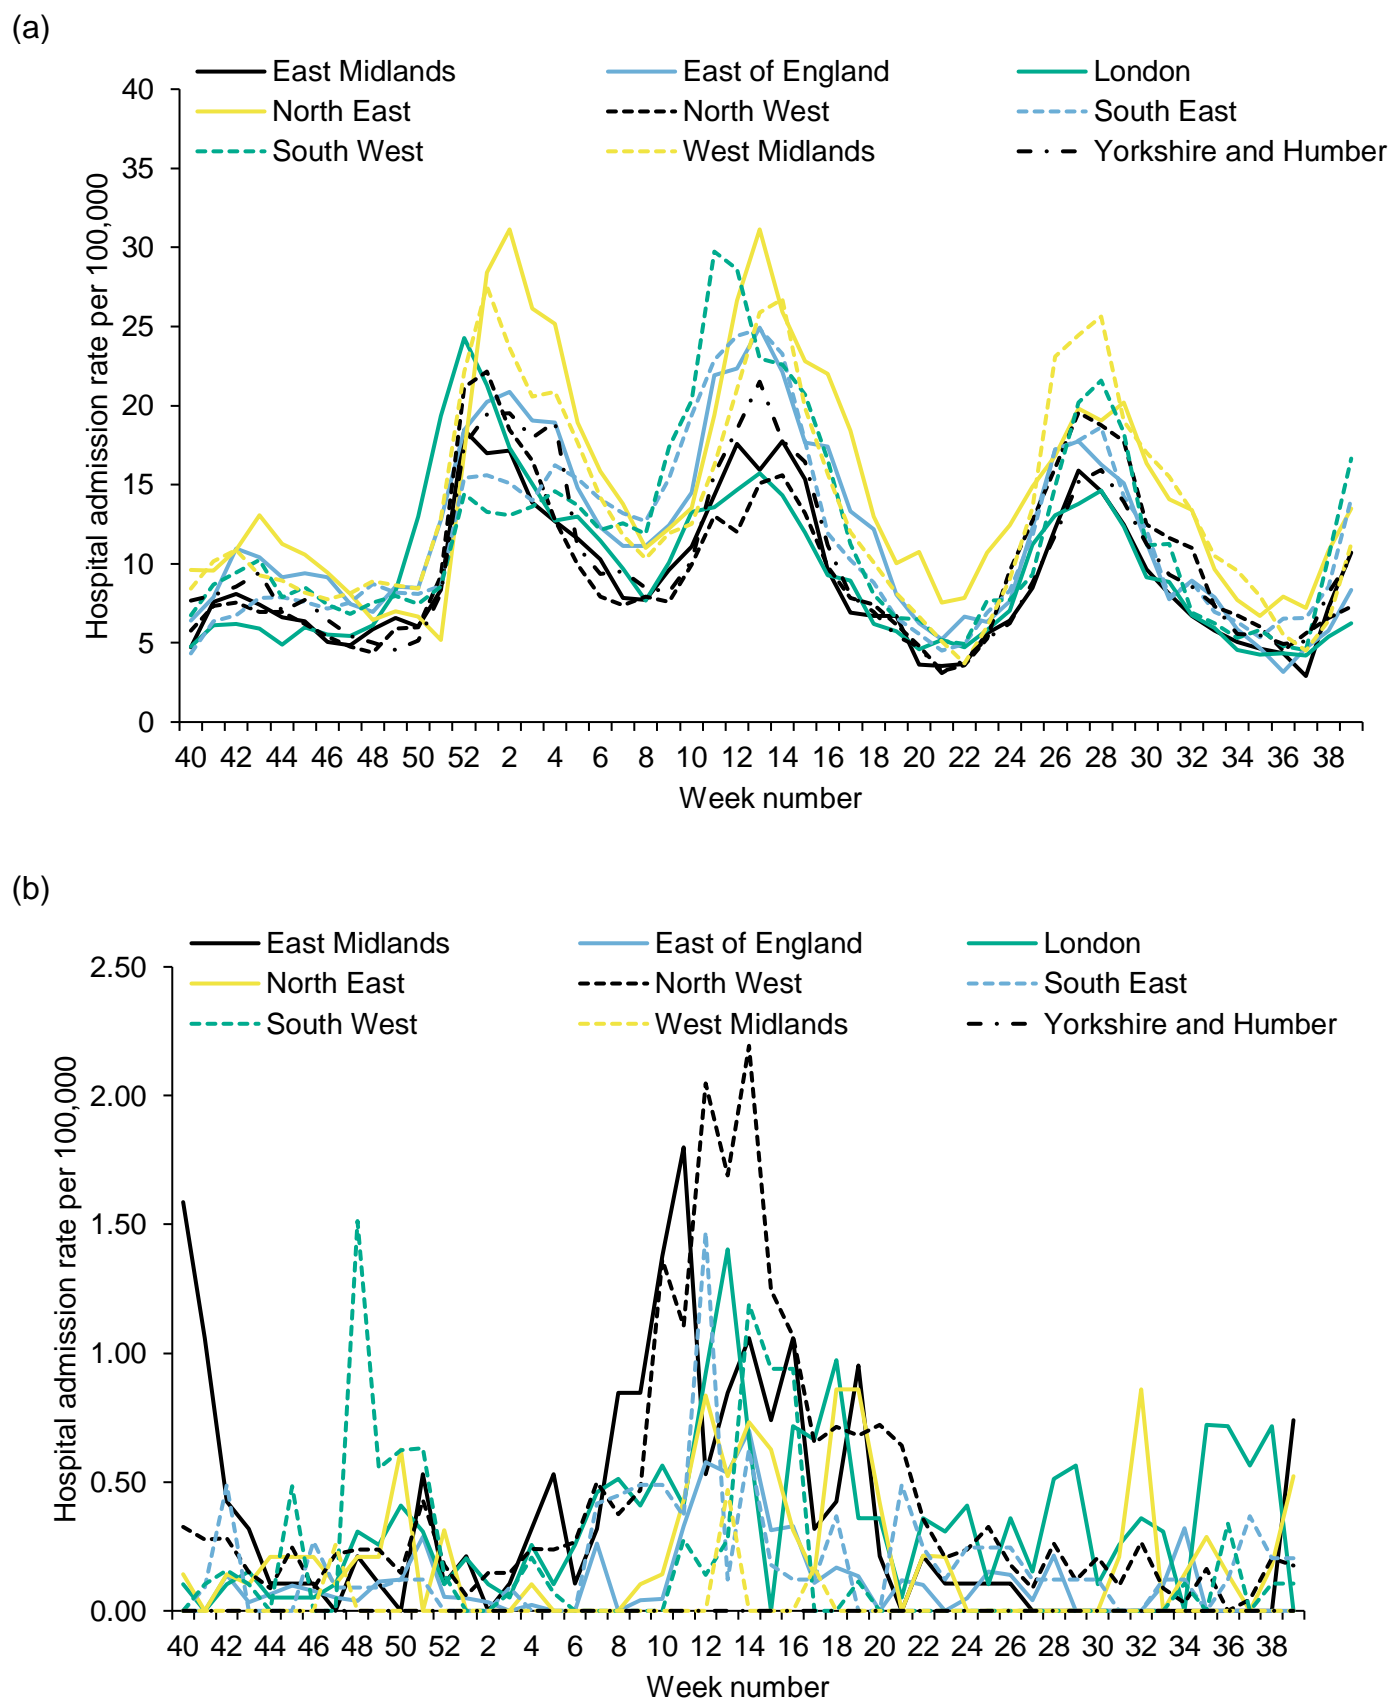 (a)
East Midlands East of England London
North East North West South East
South West West Midlands Yorkshire and Humber
Hospital admission rate per 100,000
40
35
30
25
20
15
10
5
0
40 42 44 46 48 50 52 2 4 6 8 10 12 14 16 18 20 22 24 26 28 30 32 34 36 38
Week number
(b)
East Midlands East of England London
North East North West South East
South West West Midlands Yorkshire and Humber
Hospital admission rate per 100,000
2.50
2.00
1.50
1.00
0.50
0.00
40 42 44 46 48 50 52 2 4 6 8 10 12 14 16 18 20 22 24 26 28 30 32 34 36 38
Week number